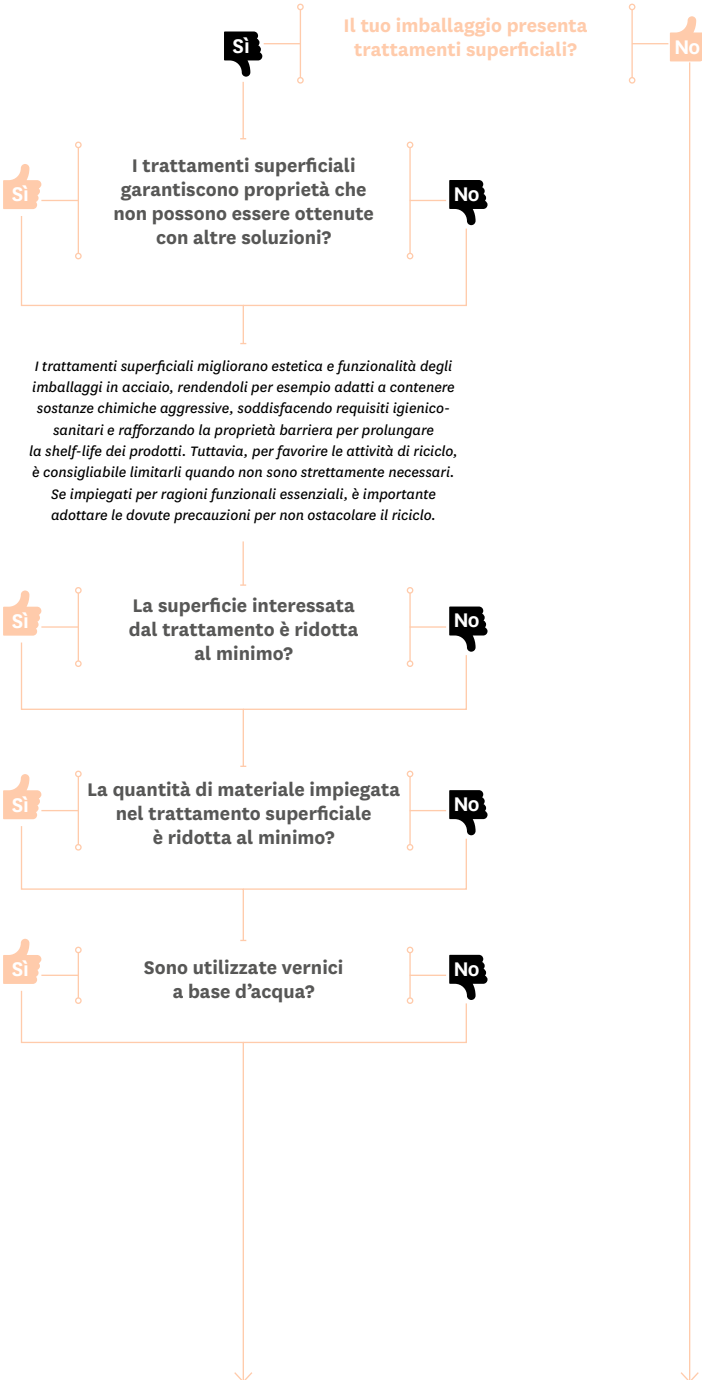 Il tuo imballaggio presenta
trattamenti superficiali?
Sì
No
I trattamenti superficiali
garantiscono proprietà che
non possono essere ottenute
con altre soluzioni?
Sì
No
I trattamenti superficiali migliorano estetica e funzionalità degli
imballaggi in acciaio, rendendoli per esempio adatti a contenere
sostanze chimiche aggressive, soddisfacendo requisiti igienico-
sanitari e rafforzando la proprietà barriera per prolungare
la shelf-life dei prodotti. Tuttavia, per favorire le attività di riciclo,
è consigliabile limitarli quando non sono strettamente necessari.
Se impiegati per ragioni funzionali essenziali, è importante
adottare le dovute precauzioni per non ostacolare il riciclo.
La superficie interessata
dal trattamento è ridotta
al minimo?
Sì
No
La quantità di materiale impiegata
nel trattamento superficiale
è ridotta al minimo?
Sì
No
Sono utilizzate vernici
a base d’acqua?
Sì
No